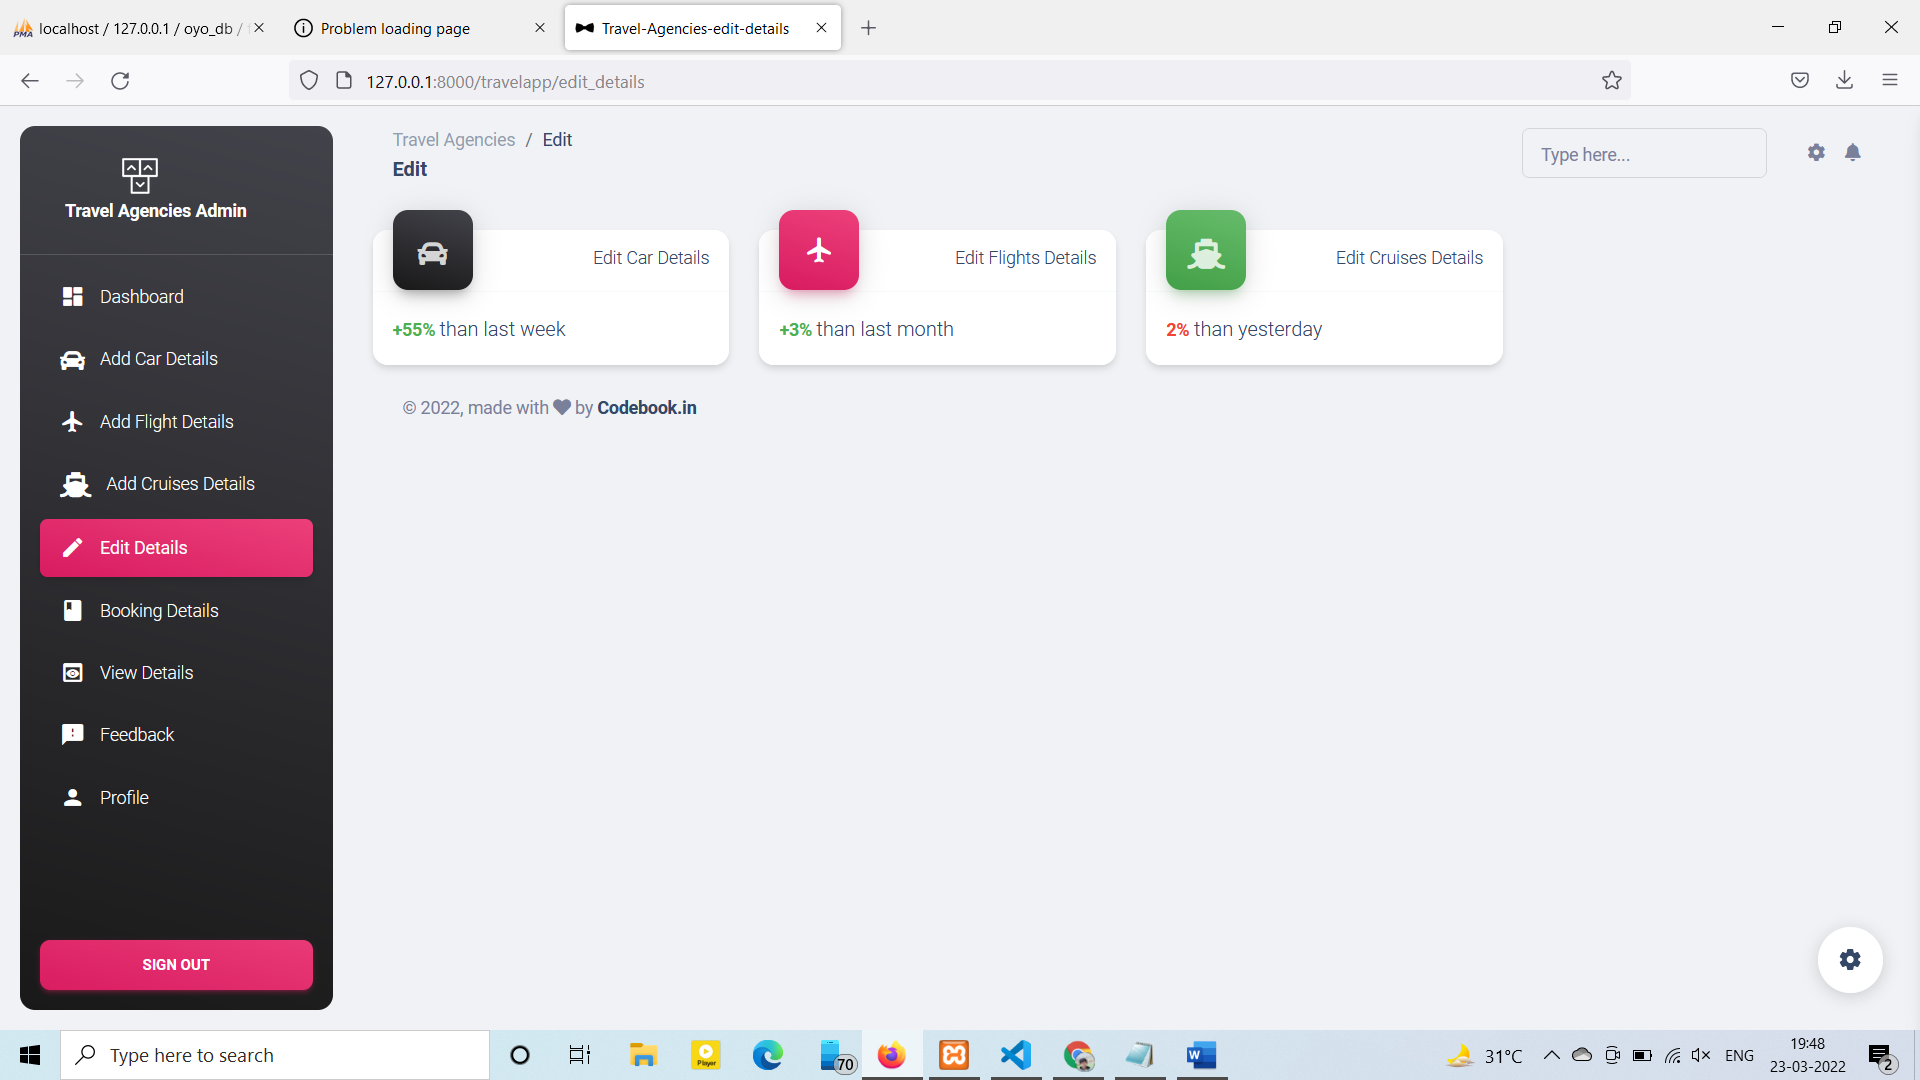 localhost / 127.0.0.1 / oyo_db /
Problem loading page
Travel-Agencies-edit-details
127.0.0.1:8000/travelapp/edit_details
Travel Agencies Admin
Dashboard
Add Car Details
Add Flight Details
Add Cruises Details
Edit Details
Booking Details
View Details
Feedback
Profile
SIGN OUT
Travel Agencies / Edit
Edit
Type here...
Edit Car Details
+55% than last week
Edit Flights Details
+3% than last month
Edit Cruises Details
2% than yesterday
© 2022, made with by Codebook.in
Type here to search
70
31°C
ENG
19:48
23-03-2022
2